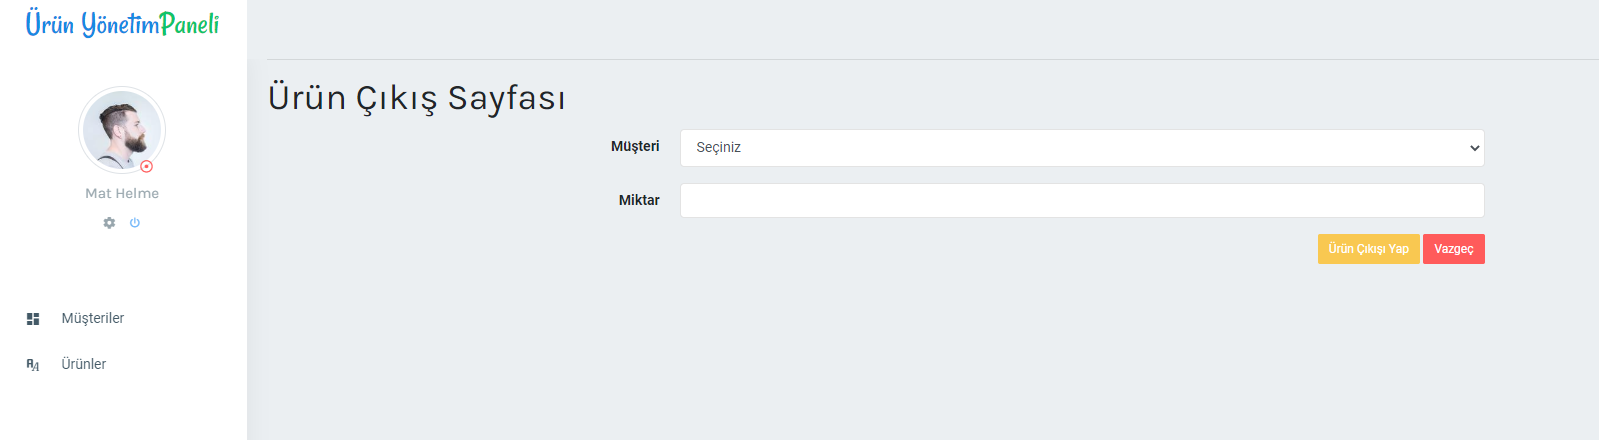 Ürün YönetimPaneli
Mat Helme
Müşteriler
Ürünler
Ürün Çıkış Sayfası
Müşteri
Seçiniz
Miktar
Ürün Çıkışı Yap
Vazgeç